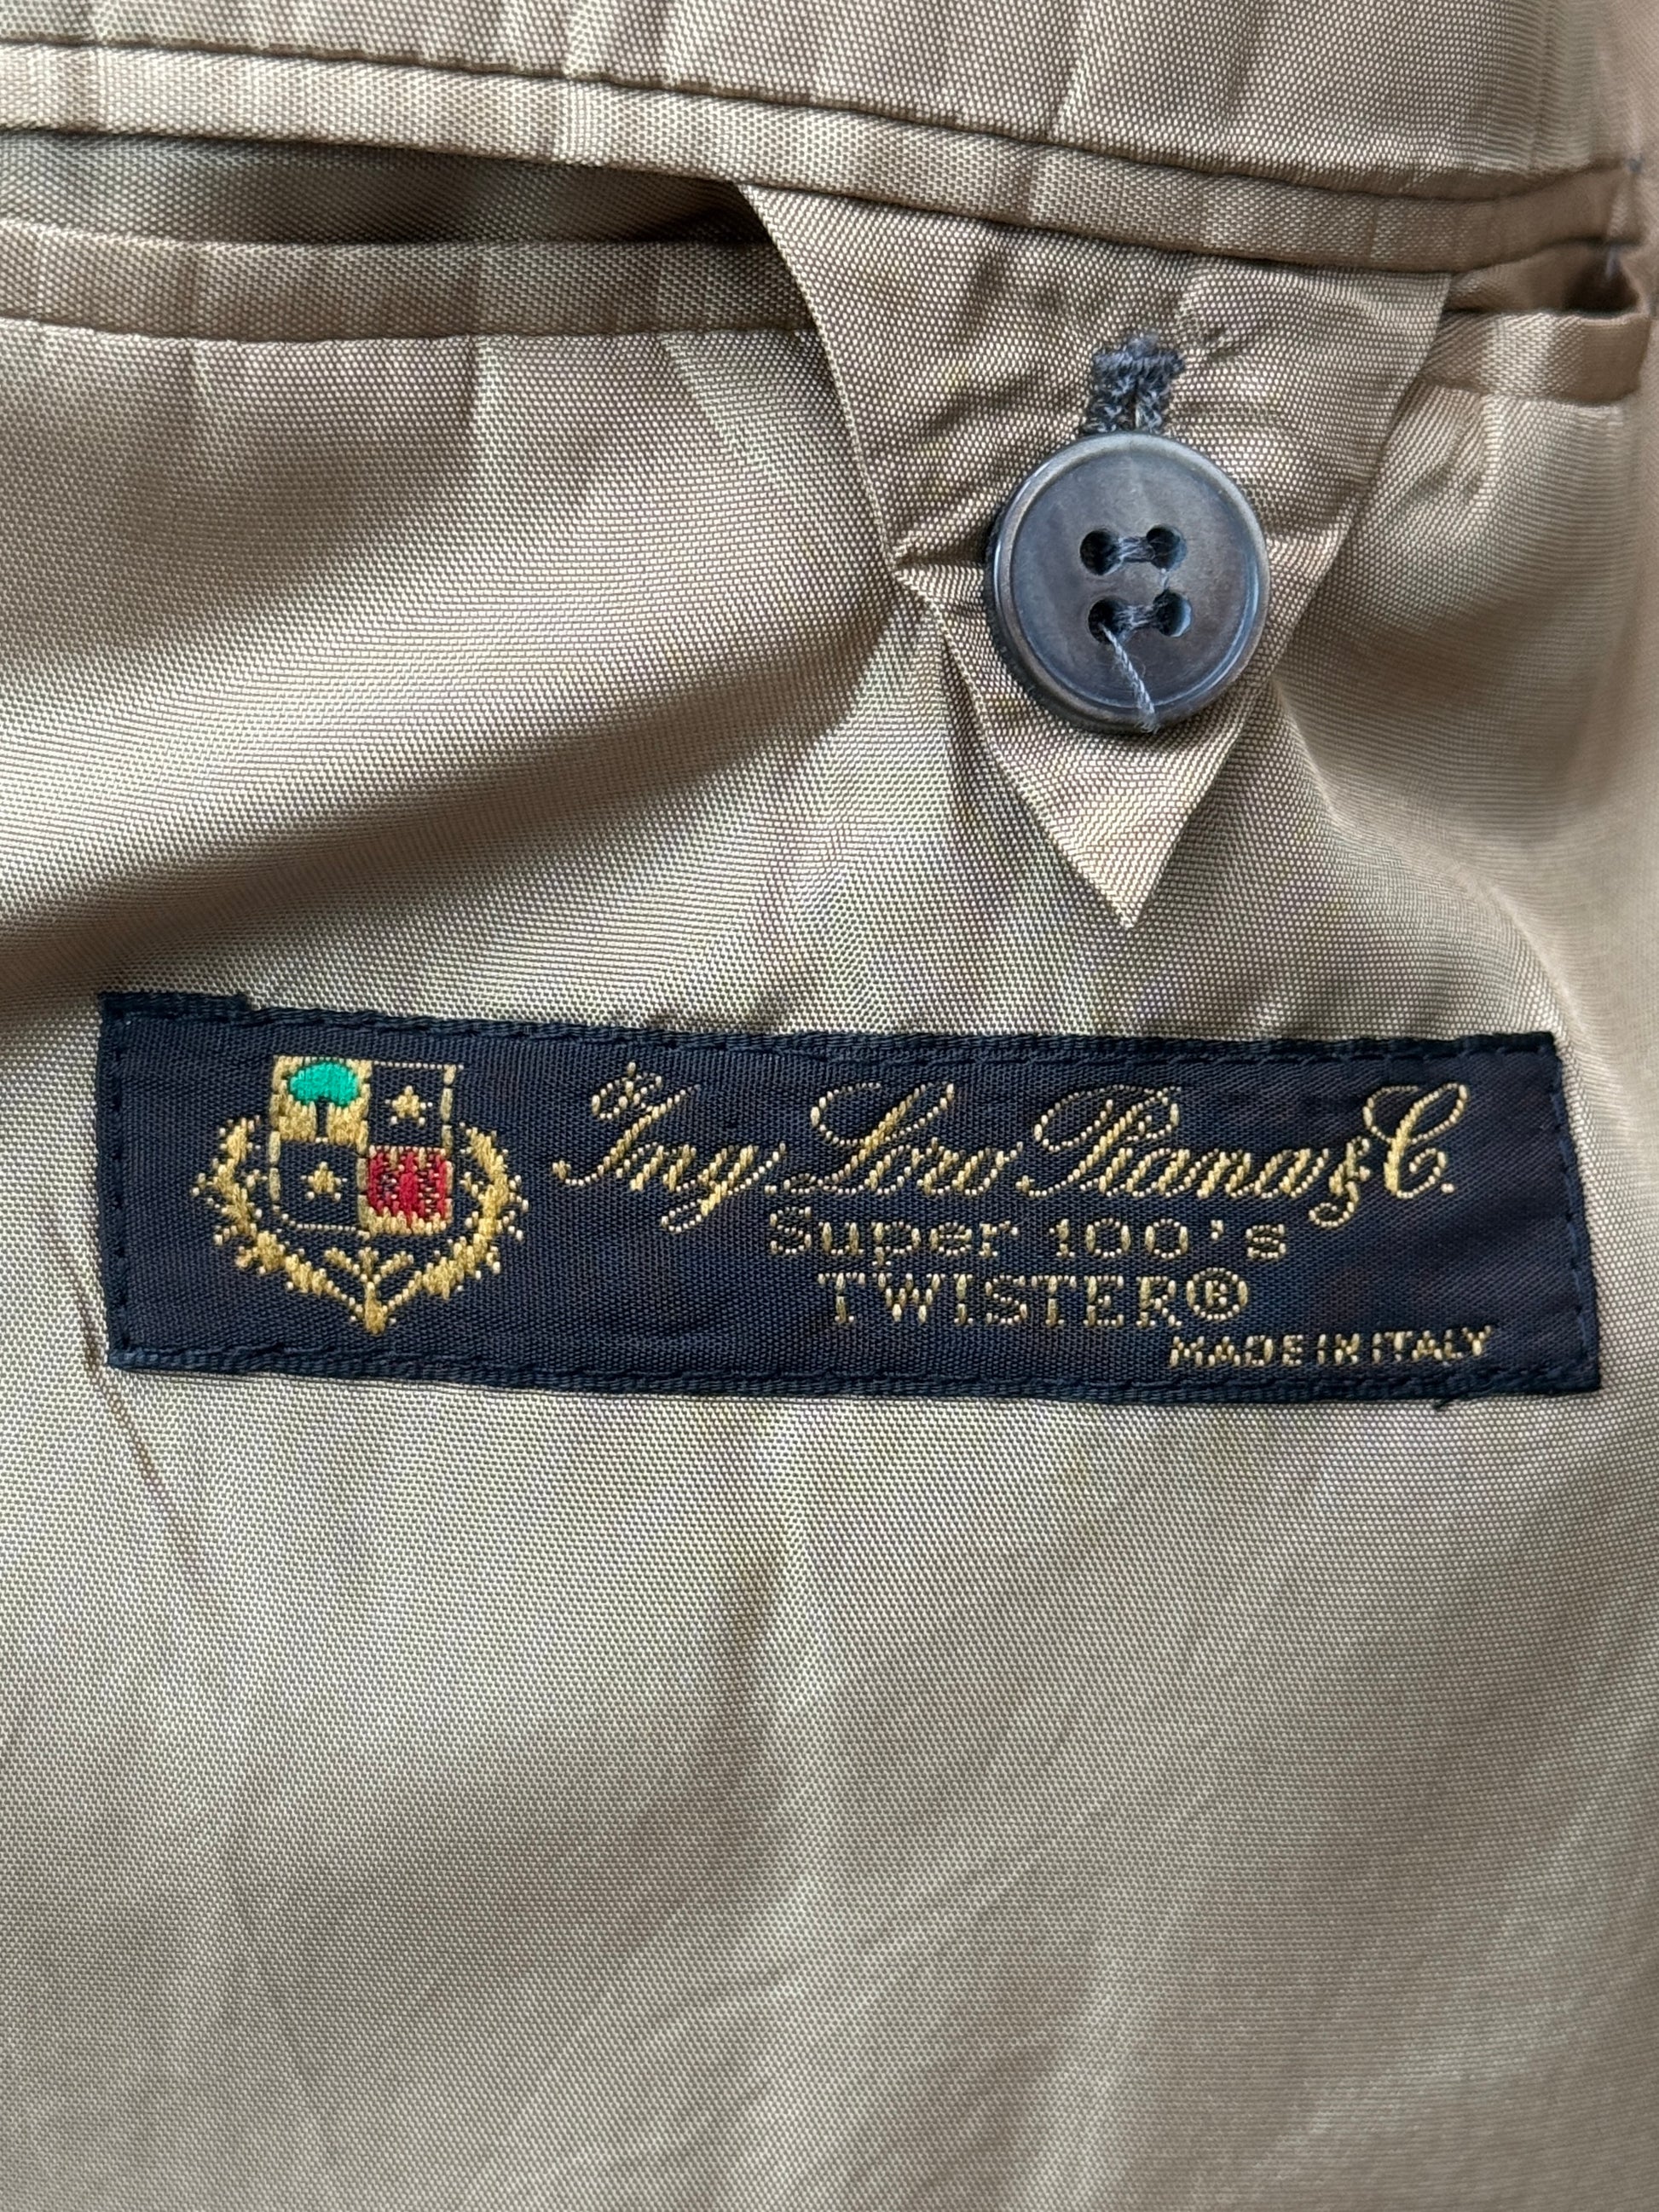 Ing. Loro Piana & C.
Super 100's
TWISTER®
MADE IN ITALY